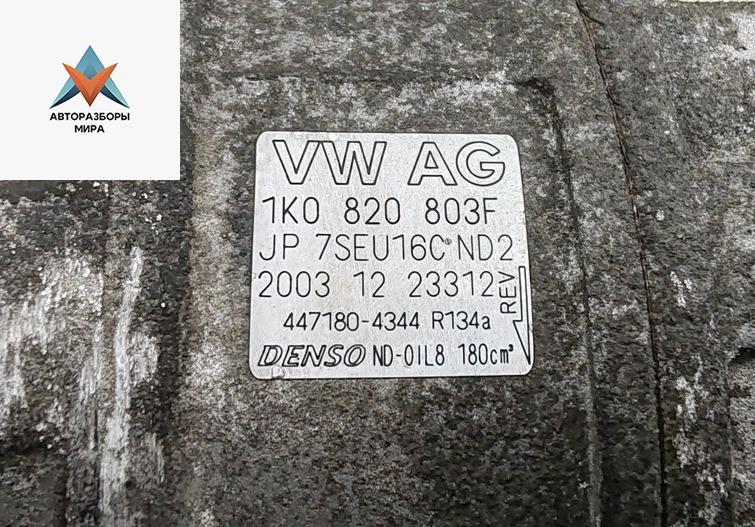 АВТОРАЗБОРЫ
МИРА
VW AG
1K0 820 803F
JP 7SEU16C ND2
2003 12 23312
REV
447180-4344 R134a
DENSO ND-OIL8 180cm³